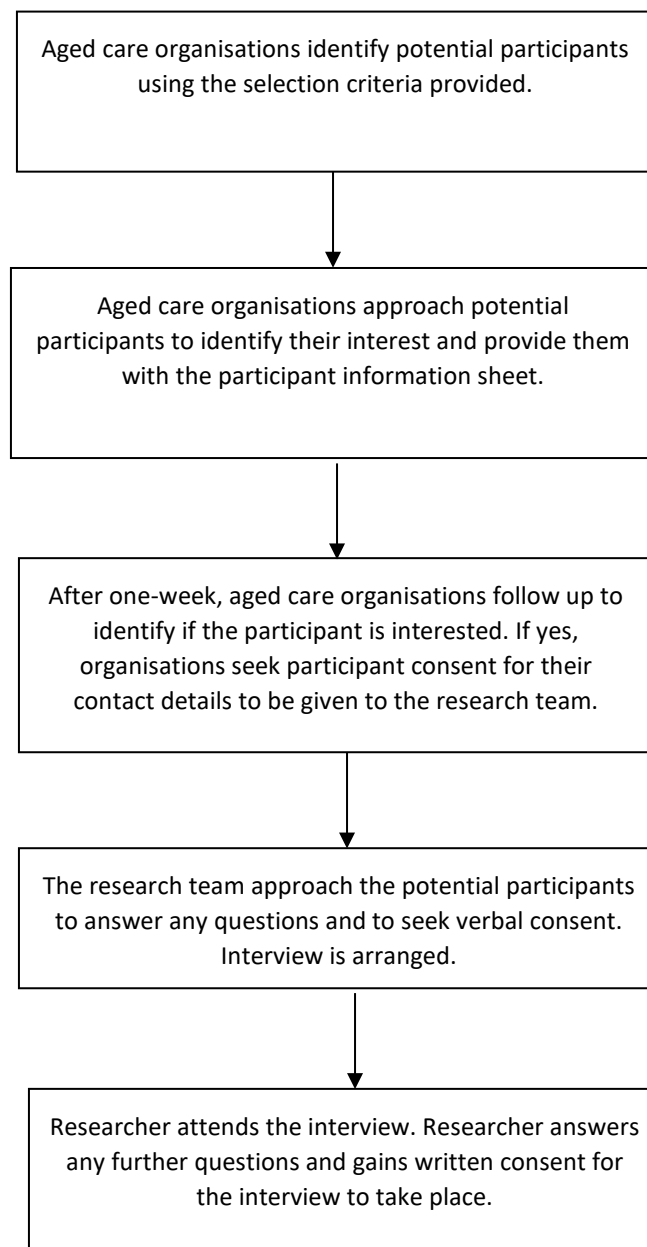 Aged care organisations identify potential participants
using the selection criteria provided.
Aged care organisations approach potential
participants to identify their interest and provide them
with the participant information sheet.
After one-week, aged care organisations follow up to
identify if the participant is interested. If yes,
organisations seek participant consent for their
contact details to be given to the research team.
The research team approach the potential participants
to answer any questions and to seek verbal consent.
Interview is arranged.
Researcher attends the interview. Researcher answers
any further questions and gains written consent for
the interview to take place.